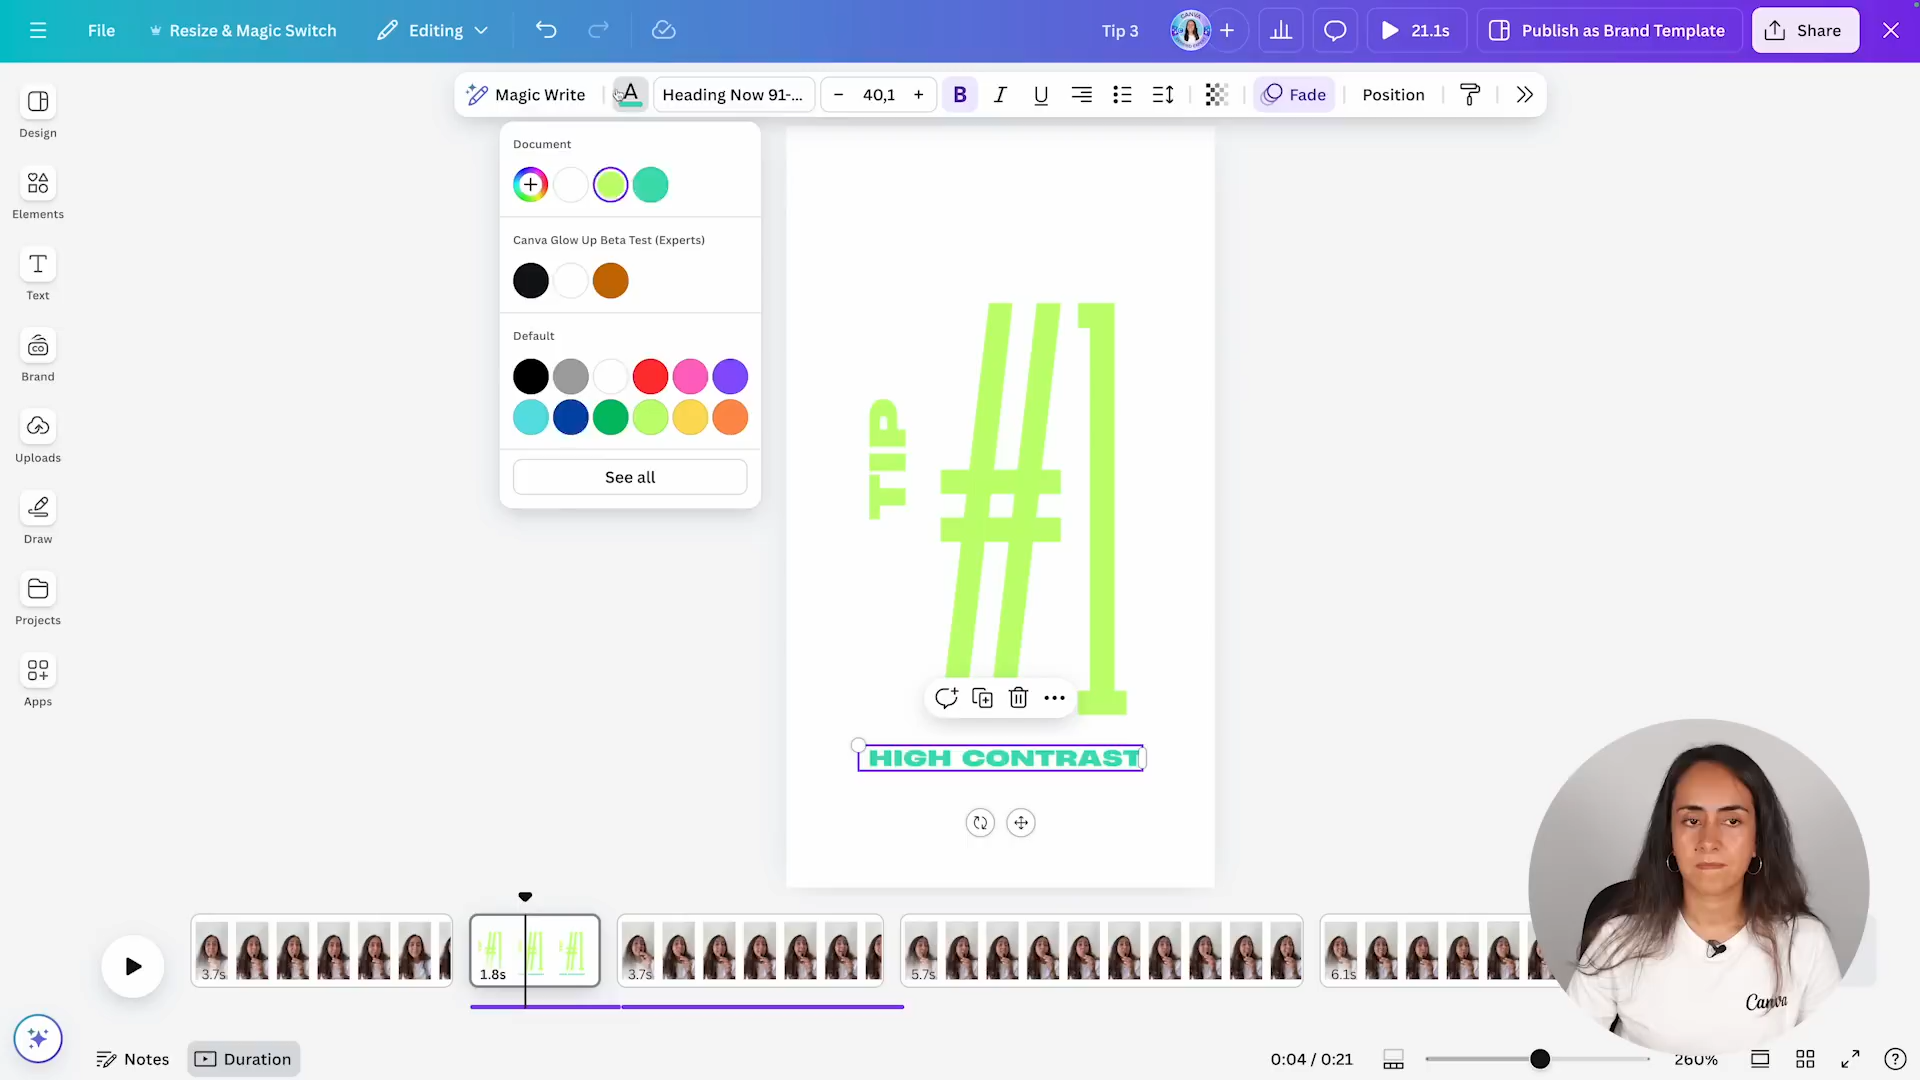 File
Resize & Magic Switch
Editing
Tip 3
21.1s
Publish as Brand Template
Share
Magic Write
A
Heading Now 91-...
– 40,1 +
B
I
U
Fade
Position
Design
Elements
Text
Brand
Uploads
Draw
Projects
Apps
Document
Canva Glow Up Beta Test (Experts)
Default
See all
TIP
#1
HIGH CONTRAST
3.7s
1.8s
3.7s
5.7s
6.1s
Canva
Notes
Duration
0:04 / 0:21
260%